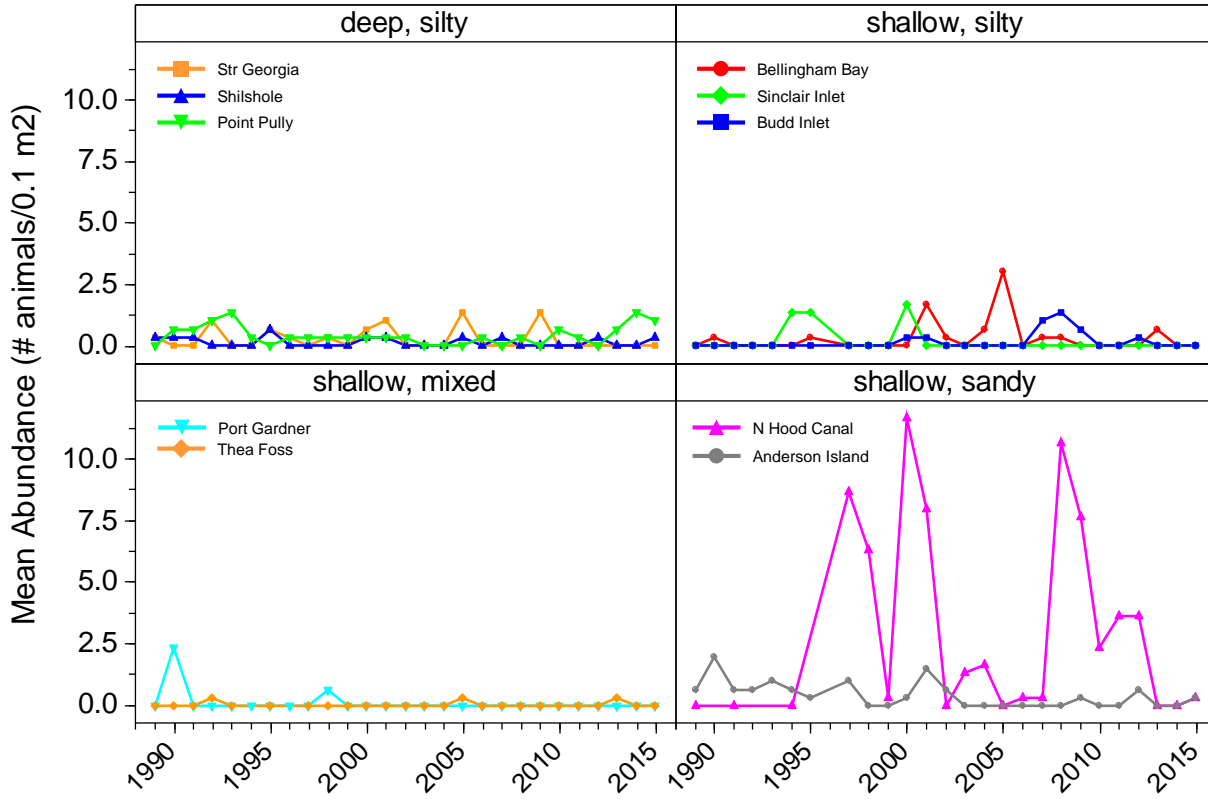 Mean Abundance (# animals/0.1 m2)
deep, silty
Str Georgia
Shilshole
Point Pully
10.0
7.5
5.0
2.5
0.0
shallow, silty
Bellingham Bay
Sinclair Inlet
Budd Inlet
shallow, mixed
Port Gardner
Thea Foss
10.0
7.5
5.0
2.5
0.0
shallow, sandy
N Hood Canal
Anderson Island
1990 1995 2000 2005 2010 2015 1990 1995 2000 2005 2010 2015